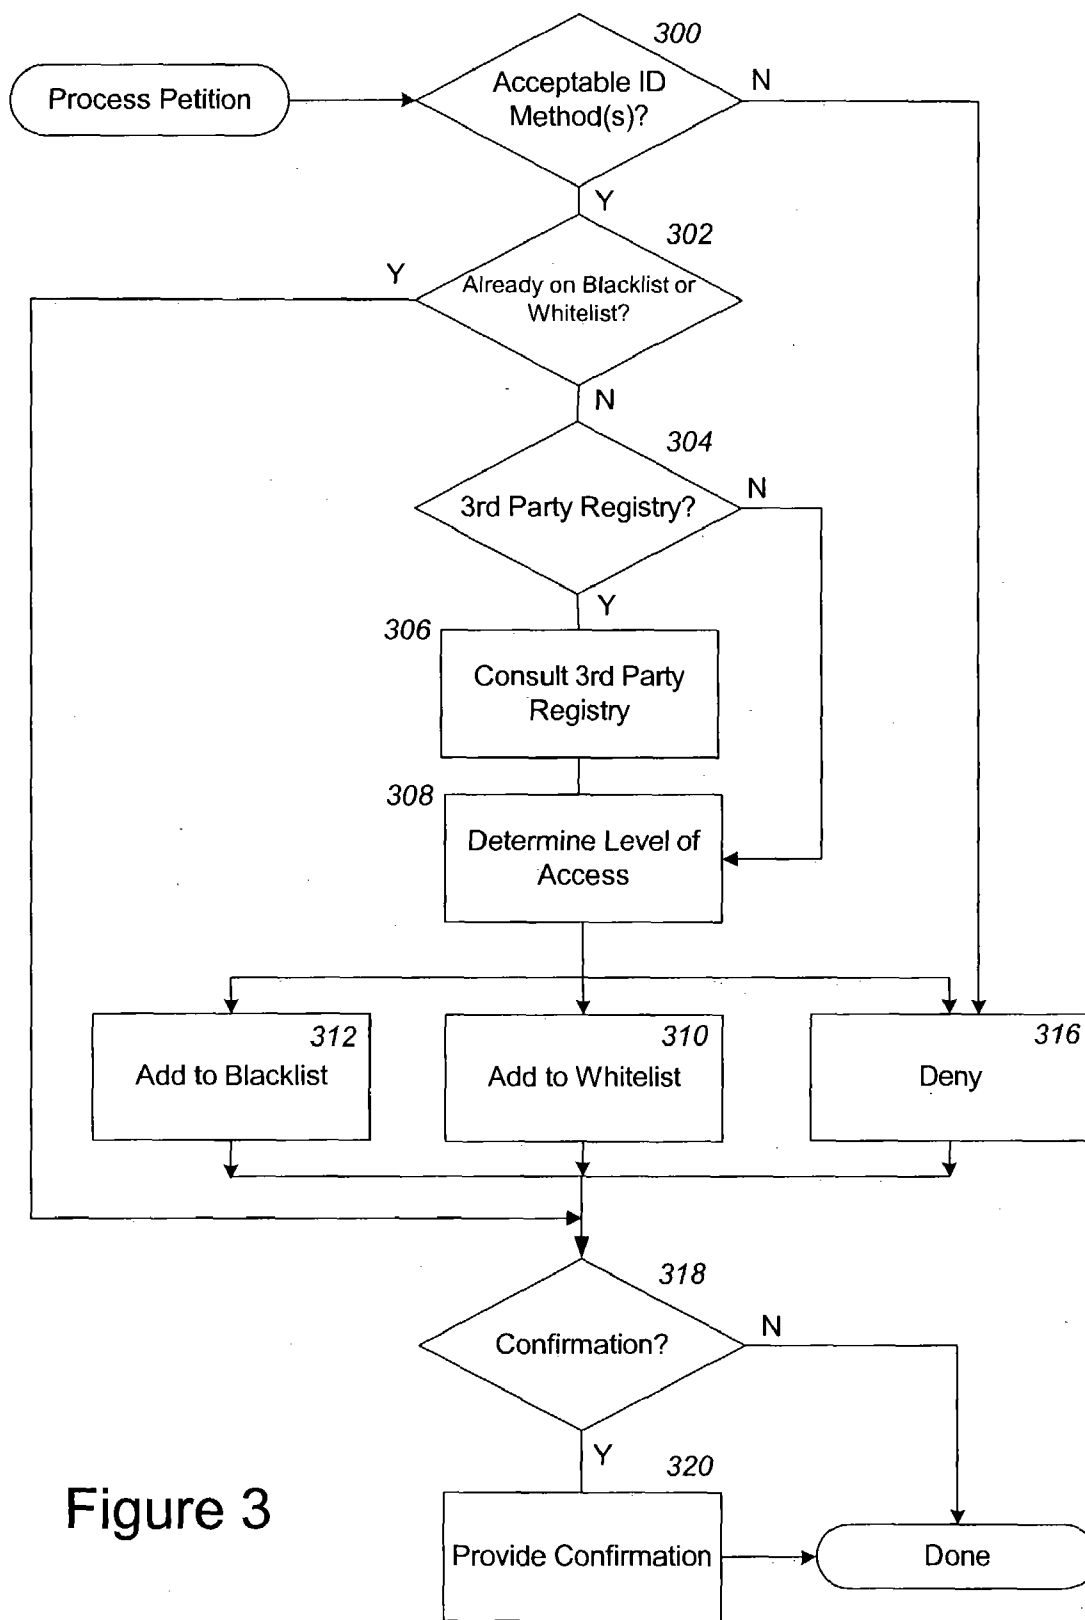 300
Process Petition
Acceptable ID
Method(s)?
N
Y
302
Y
Already on Blacklist or
Whitelist?
N
304
3rd Party Registry?
N
Y
306
Consult 3rd Party
Registry
308
Determine Level of
Access
312
Add to Blacklist
310
Add to Whitelist
316
Deny
318
Confirmation?
N
Y
320
Provide Confirmation
Done
Figure 3